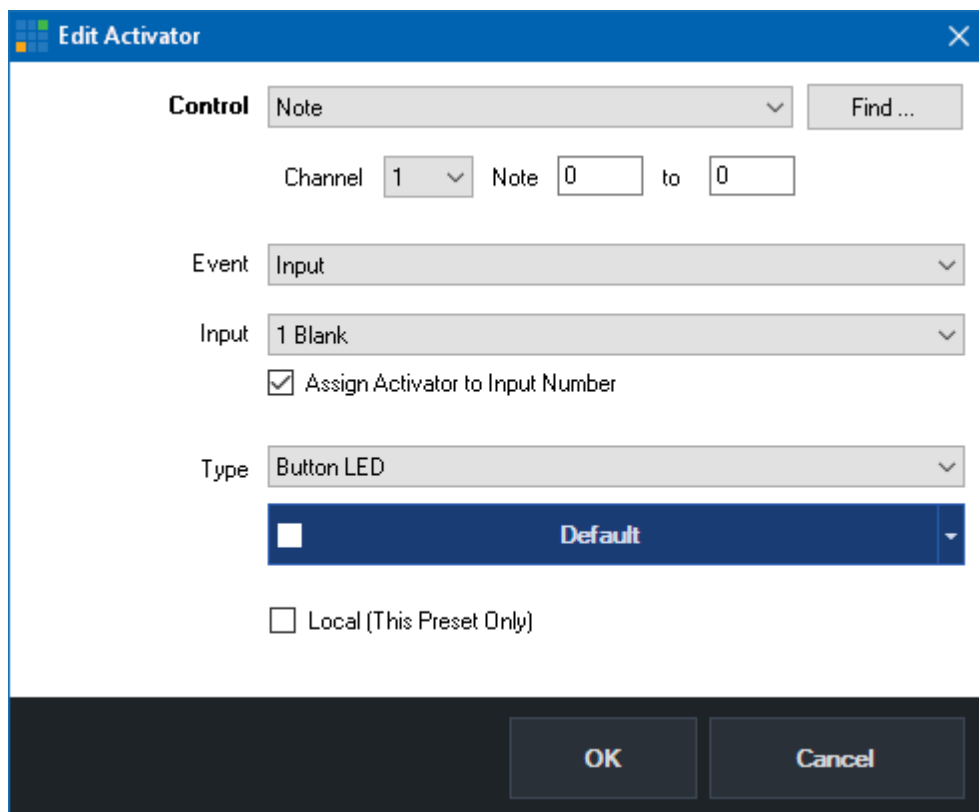 Edit Activator
Control Note Find ...
Channel 1 Note 0 to 0
Event Input
Input 1 Blank
Assign Activator to Input Number
Type Button LED
Default
Local (This Preset Only)
OK Cancel